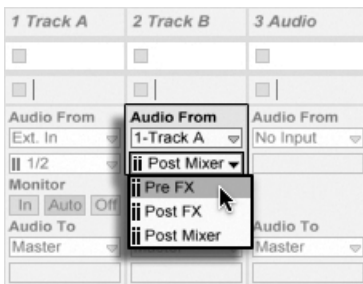 1 Track A 2 Track B 3 Audio
Audio From Audio From Audio From
Ext. In 1-Track A No Input
1/2 Post Mixer
Monitor Pre FX
In Auto Off Post FX
Audio To Post Mixer Audio To
Master Master